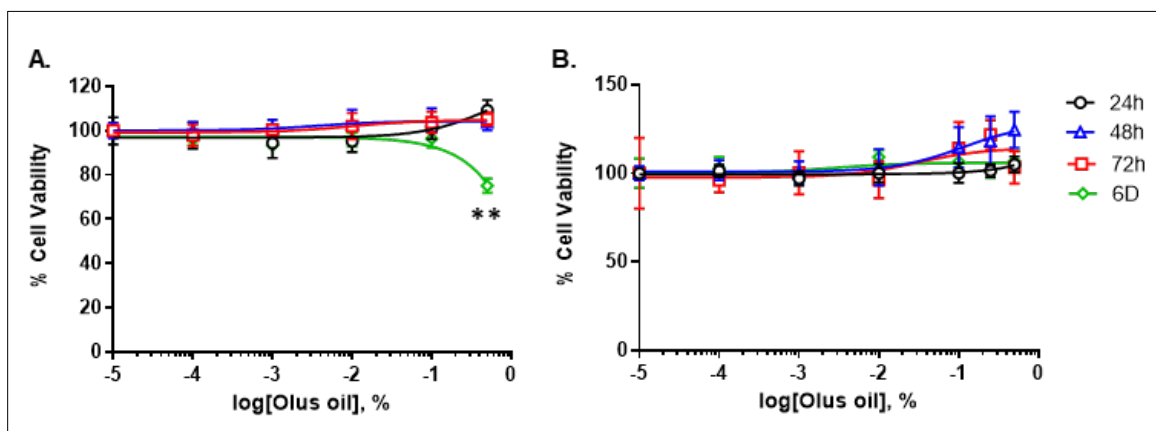 A.
120
100
80
60
40
20
0
% Cell Vability
**
-5 -4 -3 -2 -1 0
log[Olus oil], %
B.
150
100
50
0
% Cell Vability
-5 -4 -3 -2 -1 0
log[Olus oil], %
24h
48h
72h
6D